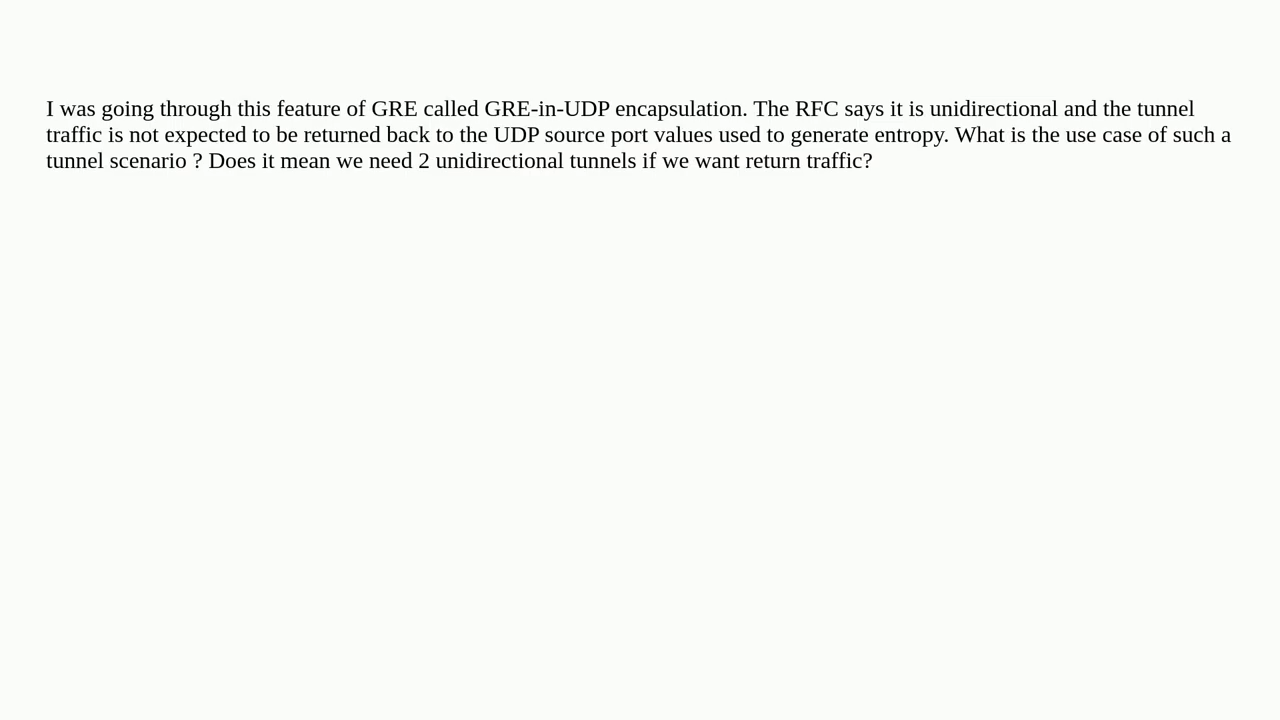 I was going through this feature of GRE called GRE-in-UDP encapsulation. The RFC says it is unidirectional and the tunnel
traffic is not expected to be returned back to the UDP source port values used to generate entropy. What is the use case of such a
tunnel scenario ? Does it mean we need 2 unidirectional tunnels if we want return traffic?